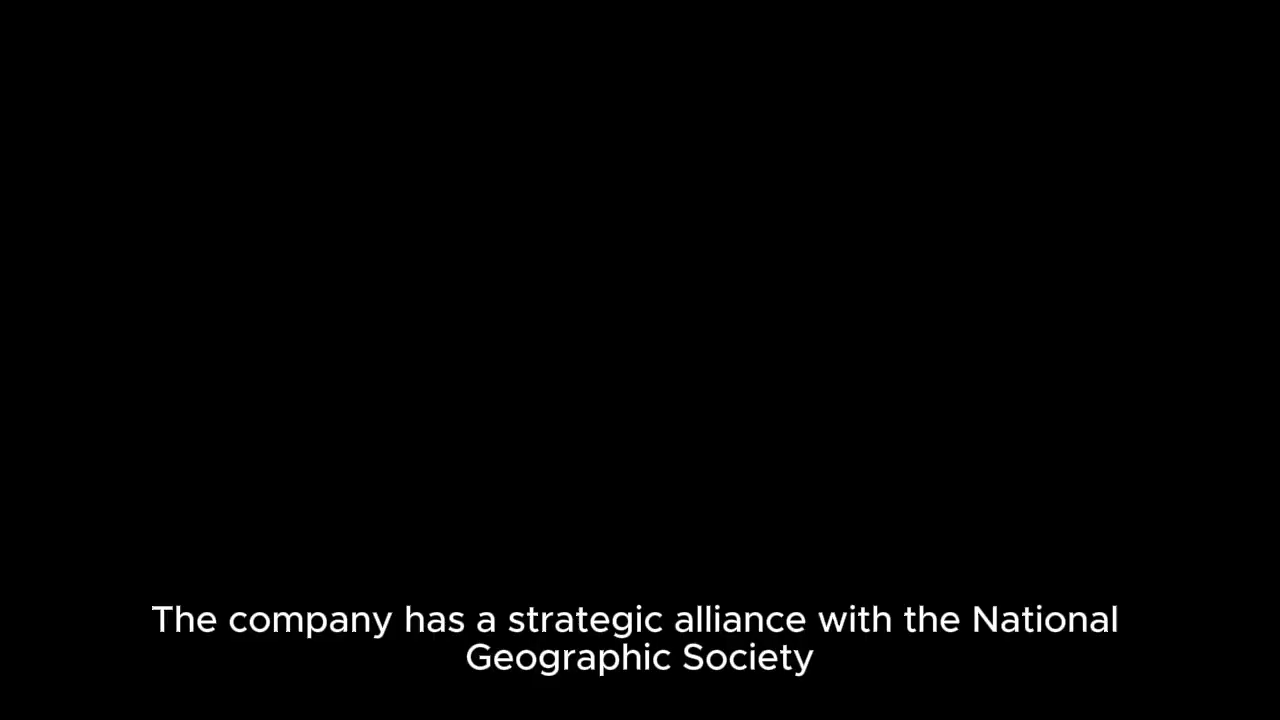 The company has a strategic alliance with the National
Geographic Society